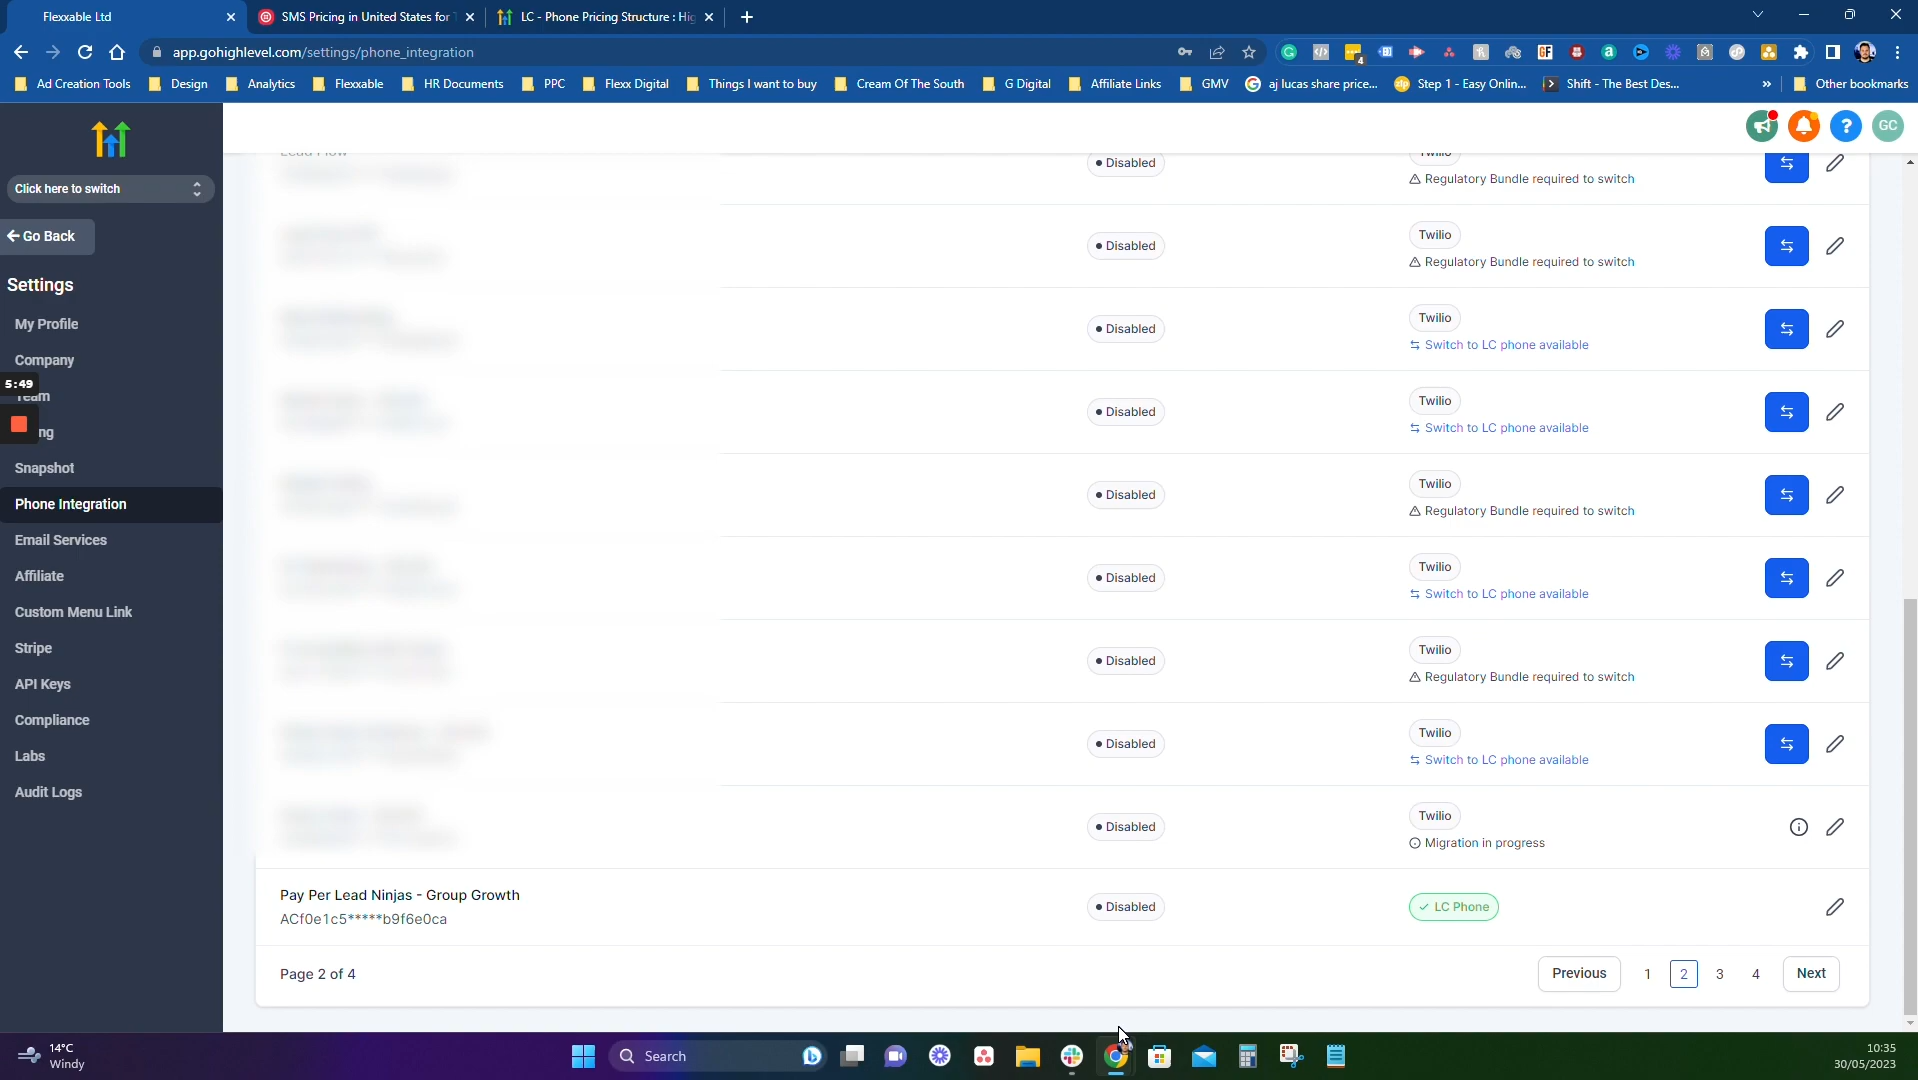 Flexxable Ltd
SMS Pricing in United States for T
LC - Phone Pricing Structure : Hig
app.gohighlevel.com/settings/phone_integration
4
Ad Creation Tools
Design
Analytics
Flexxable
HR Documents
PPC
Flexx Digital
Things I want to buy
Cream Of The South
G Digital
Affiliate Links
GMV
aj lucas share price...
Step 1 - Easy Onlin...
Shift - The Best Des...
»
Other bookmarks
GC
Click here to switch
Go Back
Settings
My Profile
Company
5:49
Team
ng
Snapshot
Phone Integration
Email Services
Affiliate
Custom Menu Link
Stripe
API Keys
Compliance
Labs
Audit Logs
Lead Flow
Disabled
Twilio
Regulatory Bundle required to switch
Disabled
Twilio
Regulatory Bundle required to switch
Disabled
Twilio
Switch to LC phone available
Disabled
Twilio
Switch to LC phone available
Disabled
Twilio
Regulatory Bundle required to switch
Disabled
Twilio
Switch to LC phone available
Disabled
Twilio
Regulatory Bundle required to switch
Disabled
Twilio
Switch to LC phone available
Disabled
Twilio
Migration in progress
Pay Per Lead Ninjas - Group Growth
ACf0e1c5*****b9f6e0ca
Disabled
LC Phone
Page 2 of 4
Previous
1
2
3
4
Next
14°C
Windy
Search
10:35
30/05/2023